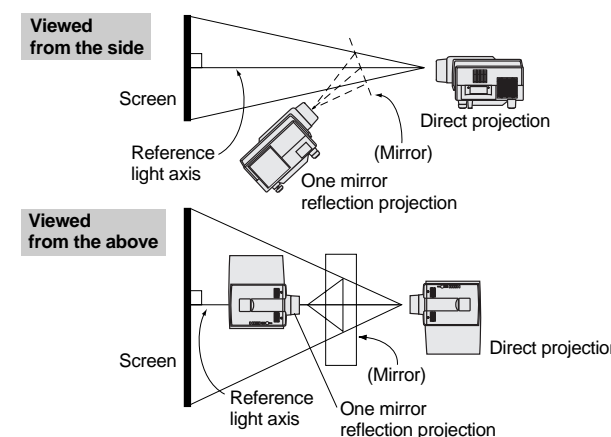 Viewed
from the side
Screen
Direct projection
Reference
light axis
(Mirror)
One mirror
reflection projection
Viewed
from the above
Screen
Direct projection
(Mirror)
Reference
light axis
One mirror
reflection projection